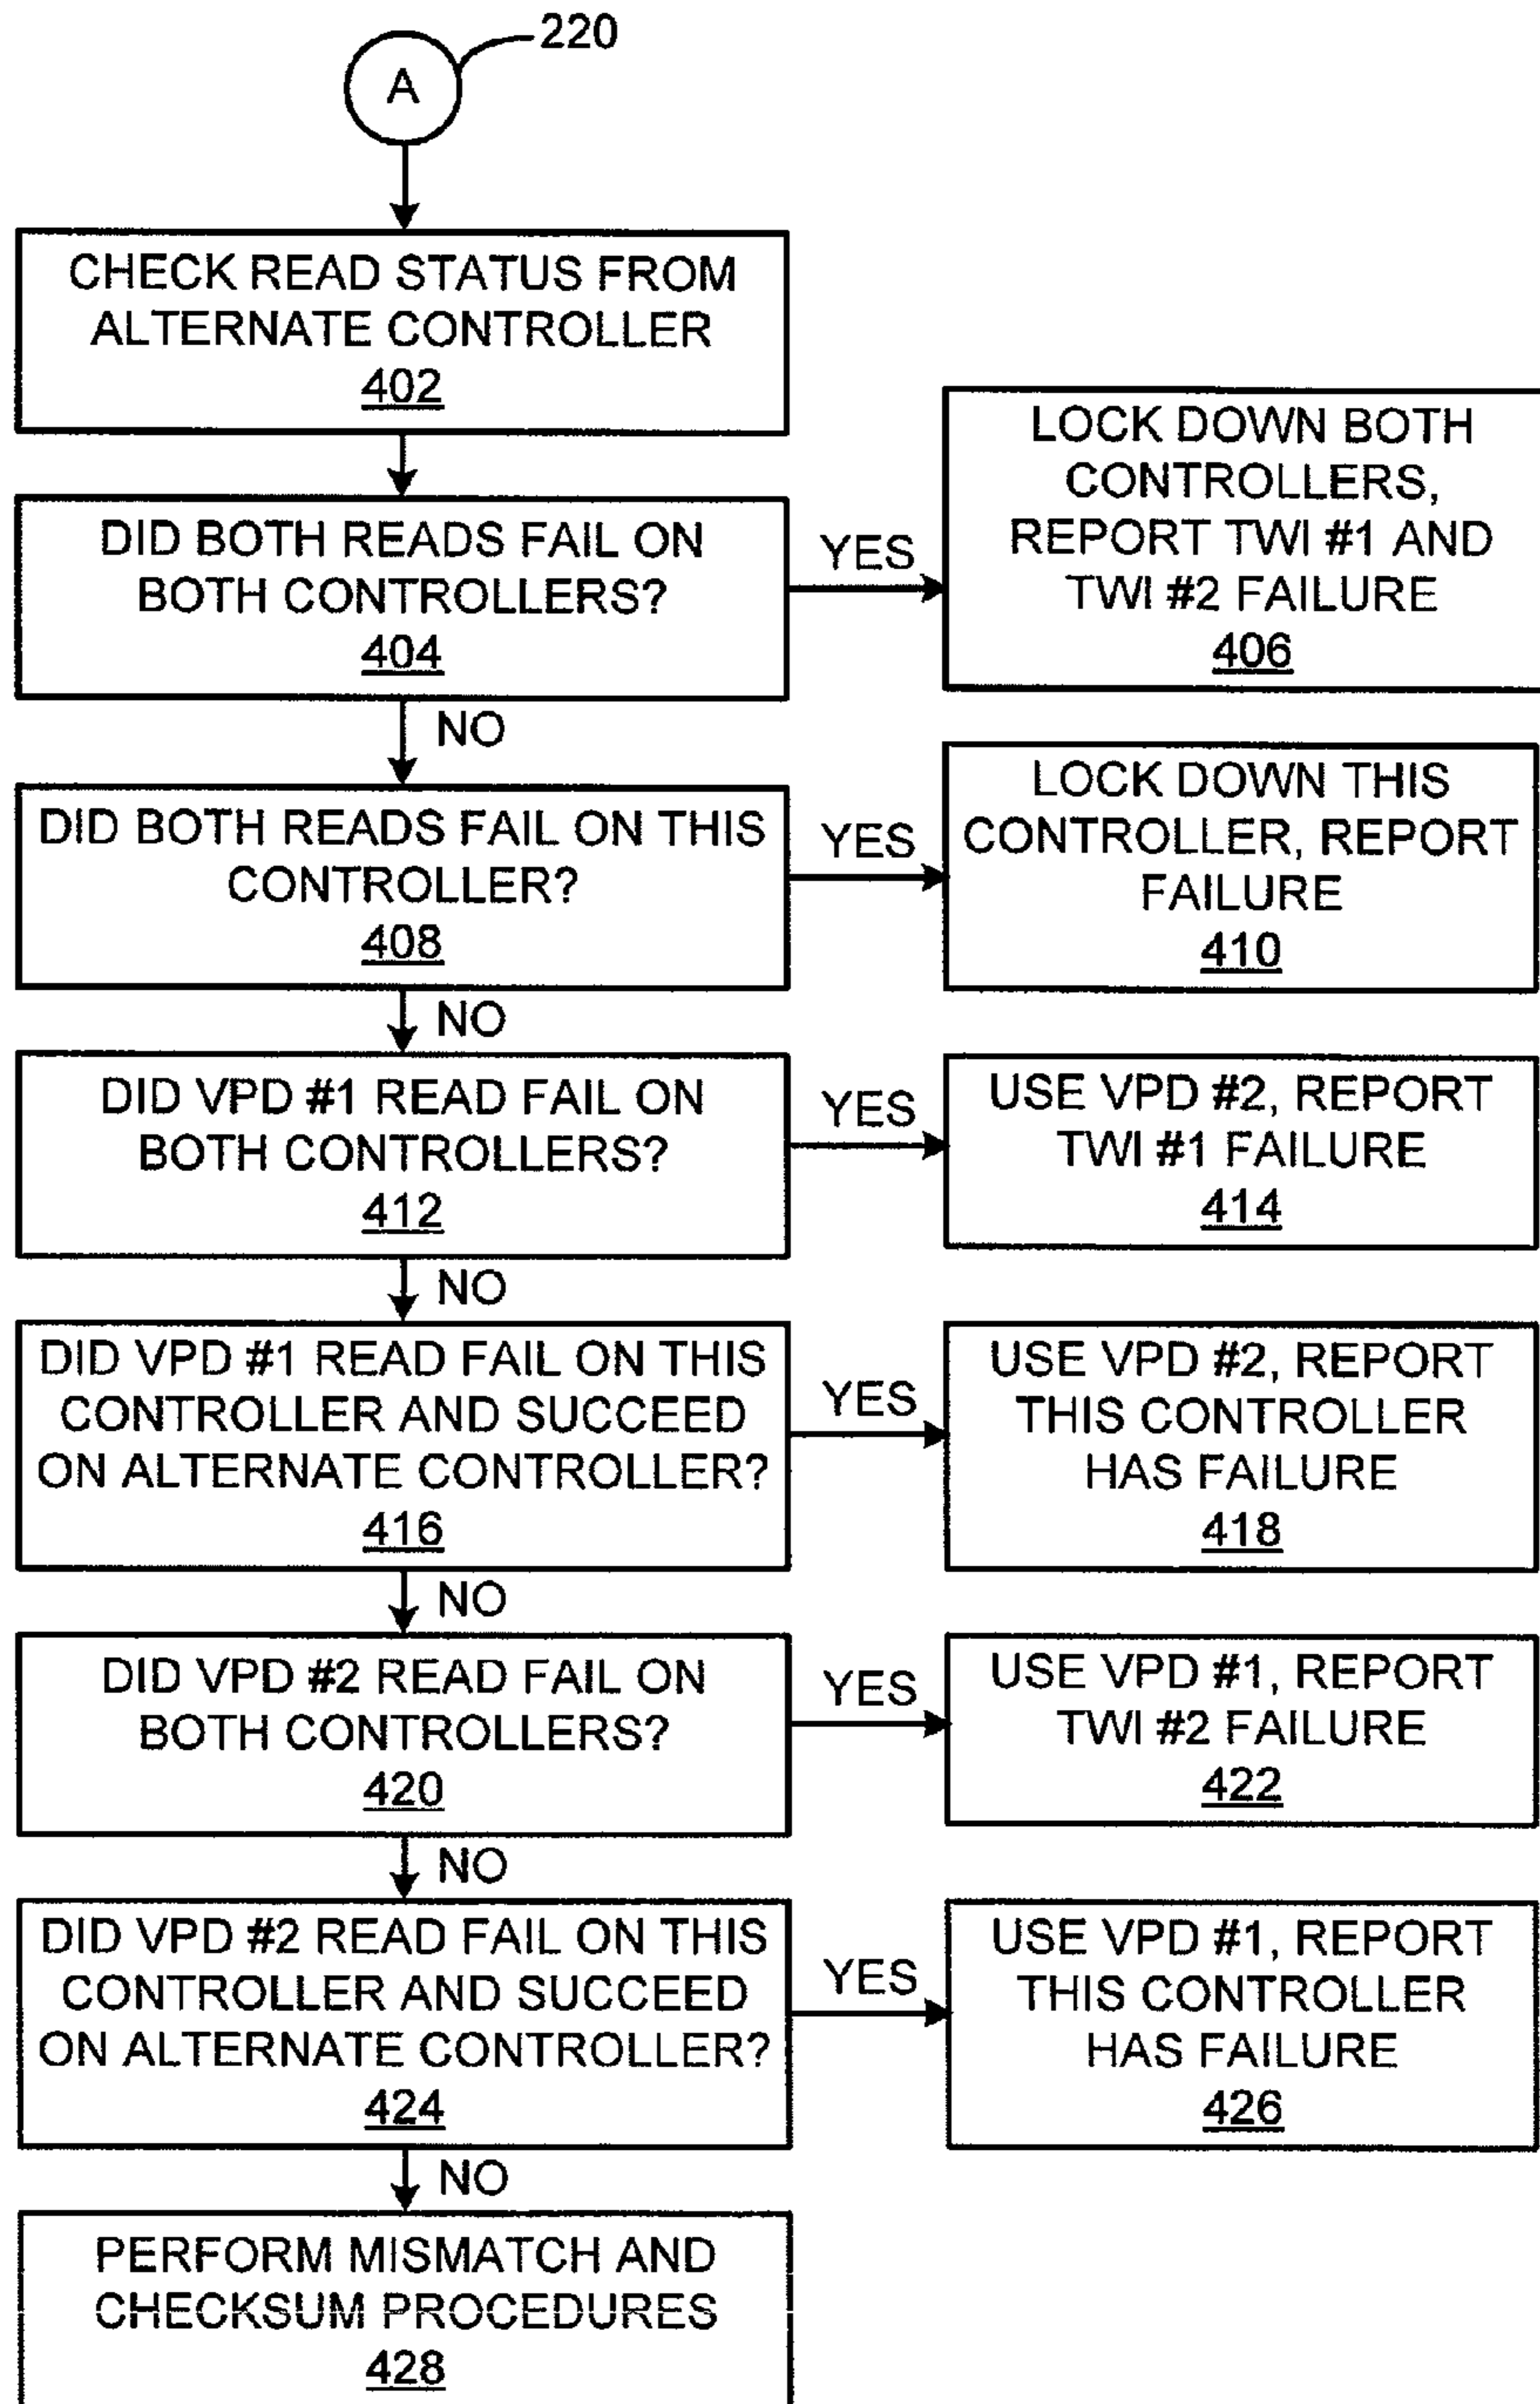 220
A
CHECK READ STATUS FROM
ALTERNATE CONTROLLER
402
DID BOTH READS FAIL ON
BOTH CONTROLLERS?
404
YES
LOCK DOWN BOTH
CONTROLLERS,
REPORT TWI #1 AND
TWI #2 FAILURE
406
NO
DID BOTH READS FAIL ON THIS
CONTROLLER?
408
YES
LOCK DOWN THIS
CONTROLLER, REPORT
FAILURE
410
NO
DID VPD #1 READ FAIL ON
BOTH CONTROLLERS?
412
YES
USE VPD #2, REPORT
TWI #1 FAILURE
414
NO
DID VPD #1 READ FAIL ON THIS
CONTROLLER AND SUCCEED
ON ALTERNATE CONTROLLER?
416
YES
USE VPD #2, REPORT
THIS CONTROLLER
HAS FAILURE
418
NO
DID VPD #2 READ FAIL ON
BOTH CONTROLLERS?
420
YES
USE VPD #1, REPORT
TWI #2 FAILURE
422
NO
DID VPD #2 READ FAIL ON THIS
CONTROLLER AND SUCCEED
ON ALTERNATE CONTROLLER?
424
YES
USE VPD #1, REPORT
THIS CONTROLLER
HAS FAILURE
426
NO
PERFORM MISMATCH AND
CHECKSUM PROCEDURES
428